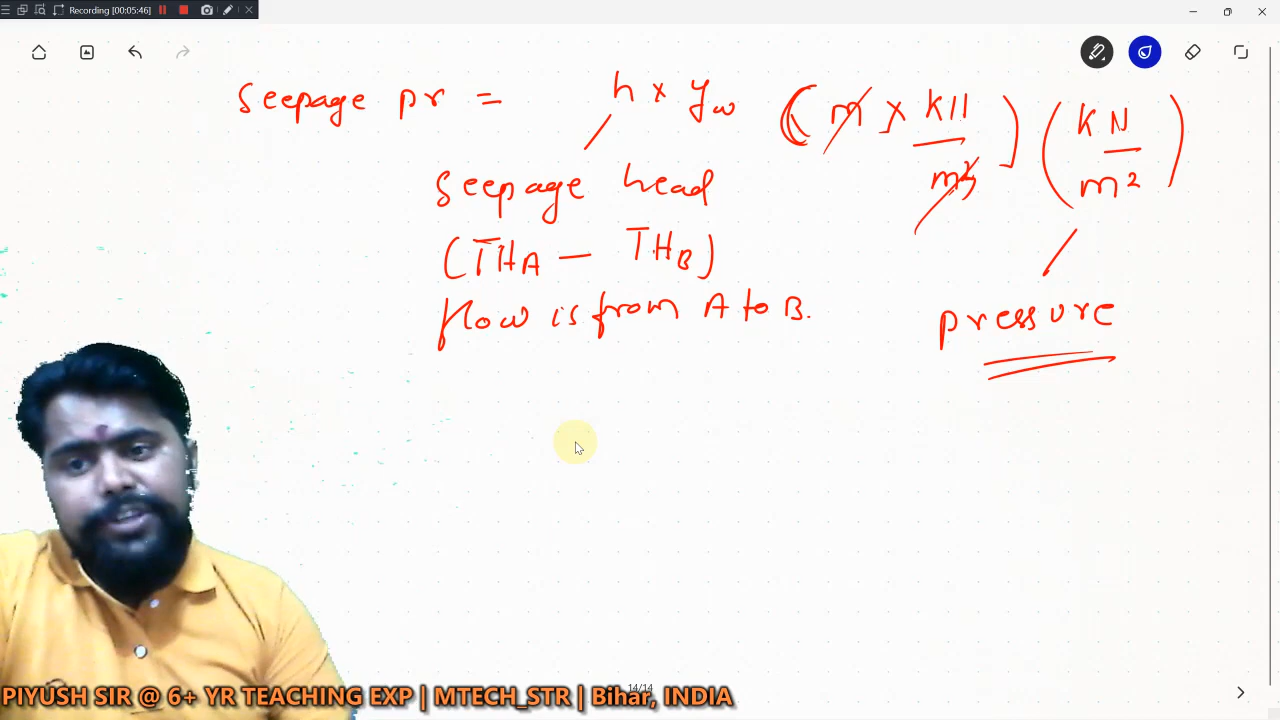 Recording [00:05:46]
Seepage pr = h × γw (m × kN/m³) (kN/m²)
Seepage head
(THA — THB)
flow is from A to B.
pressure
14/14
PIYUSH SIR @ 6+ YR TEACHING EXP | MTECH_STR | Bihar, INDIA